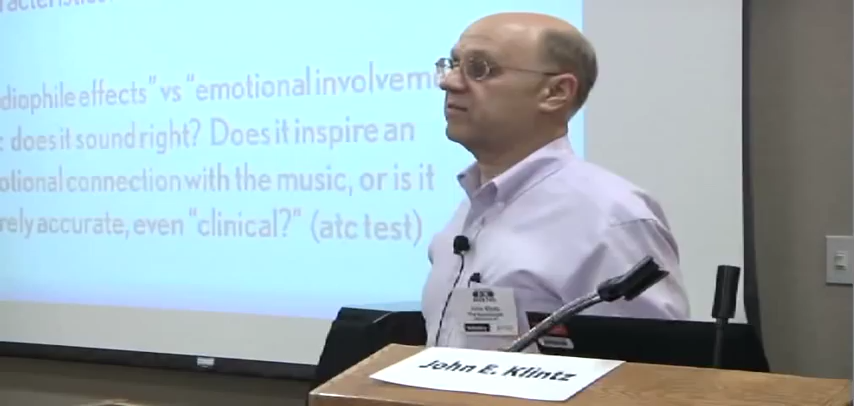 diophile effects" vs "emotional involveme
does it sound right? Does it inspire an
otional connection with the music, or is it
rely accurate, even "clinical?" (atc test)
John E. Klintz